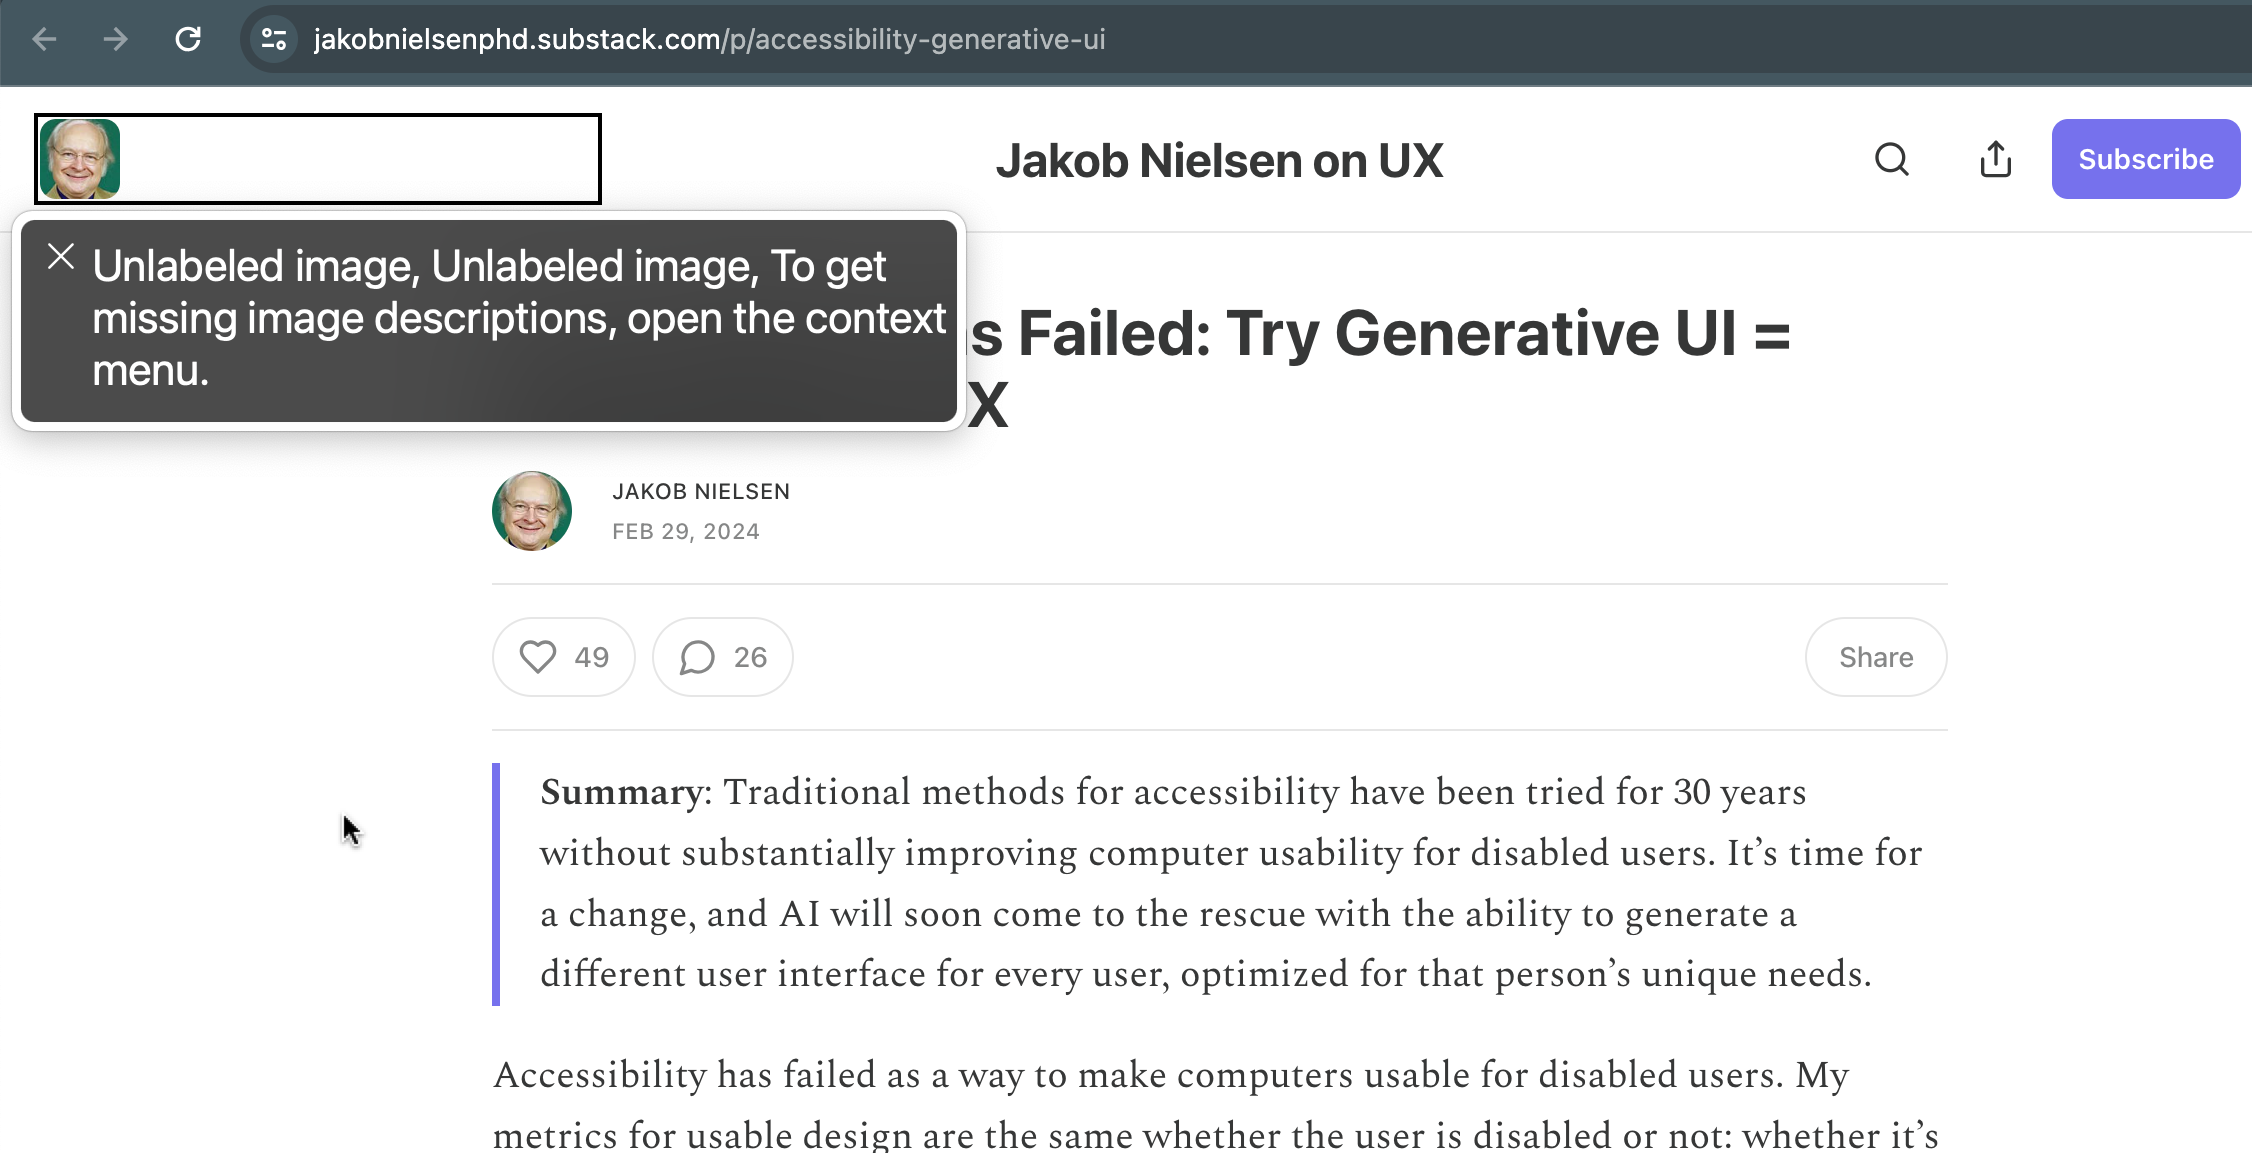 jakobnielsenphd.substack.com/p/accessibility-generative-ui
Jakob Nielsen on UX
Subscribe
Unlabeled image, Unlabeled image, To get
missing image descriptions, open the context
menu.
s Failed: Try Generative UI =
X
JAKOB NIELSEN
FEB 29, 2024
49
26
Share
Summary: Traditional methods for accessibility have been tried for 30 years
without substantially improving computer usability for disabled users. It’s time for
a change, and AI will soon come to the rescue with the ability to generate a
different user interface for every user, optimized for that person’s unique needs.
Accessibility has failed as a way to make computers usable for disabled users. My
metrics for usable design are the same whether the user is disabled or not: whether it’s